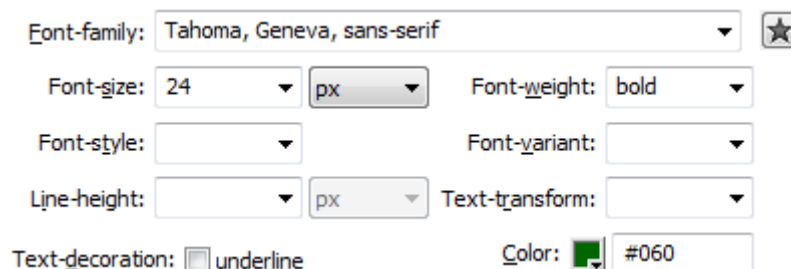 Font-family: Tahoma, Geneva, sans-serif
Font-size: 24 px Font-weight: bold
Font-style: Font-variant:
Line-height: px Text-transform:
Text-decoration: underline Color: #060